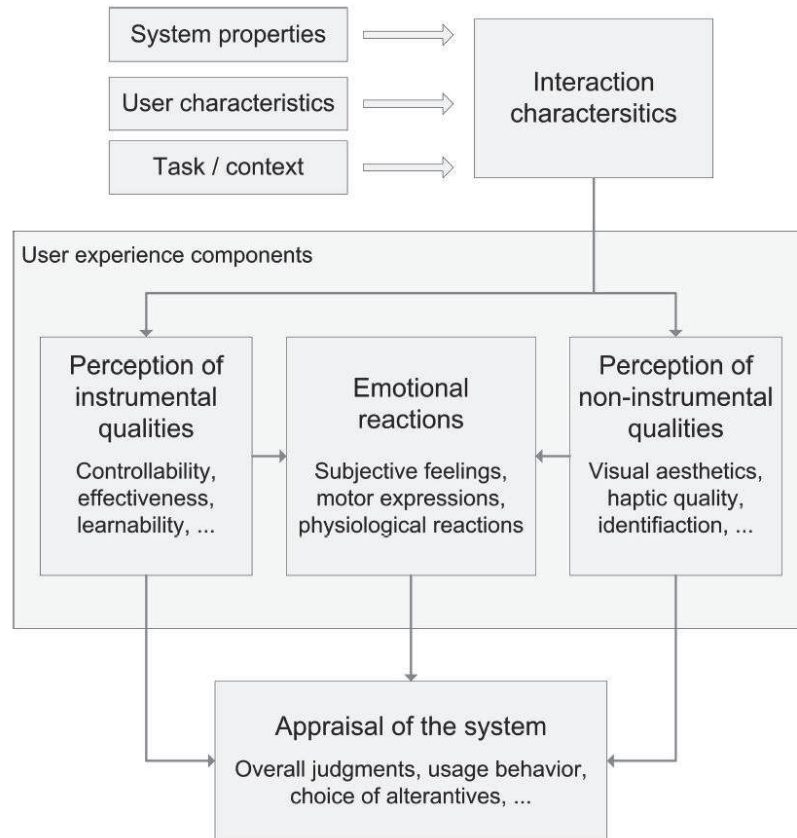 System properties
User characteristics
Task / context
Interaction
charactersitics
User experience components
Perception of
instrumental
qualities
Controllability,
effectiveness,
learnability, ...
Emotional
reactions
Subjective feelings,
motor expressions,
physiological reactions
Perception of
non-instrumental
qualities
Visual aesthetics,
haptic quality,
identifiaction, ...
Appraisal of the system
Overall judgments, usage behavior,
choice of alterantives, ...